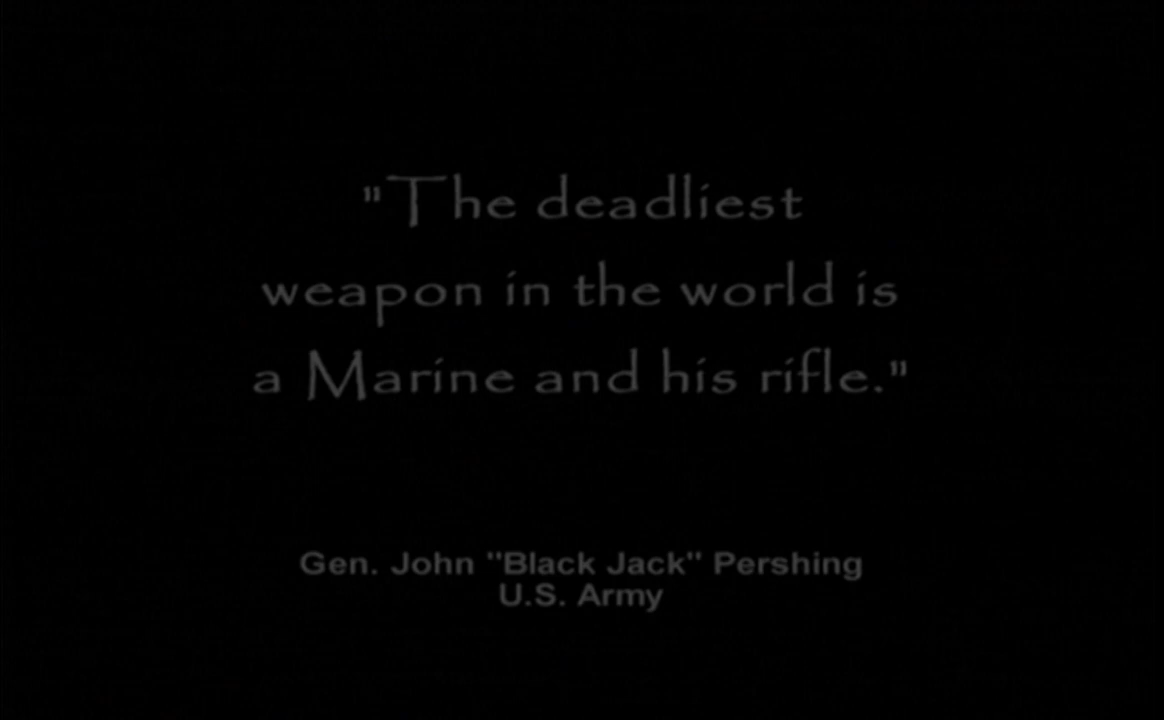 "The deadliest
weapon in the world is
a Marine and his rifle."
Gen. John "Black Jack" Pershing
U.S. Army